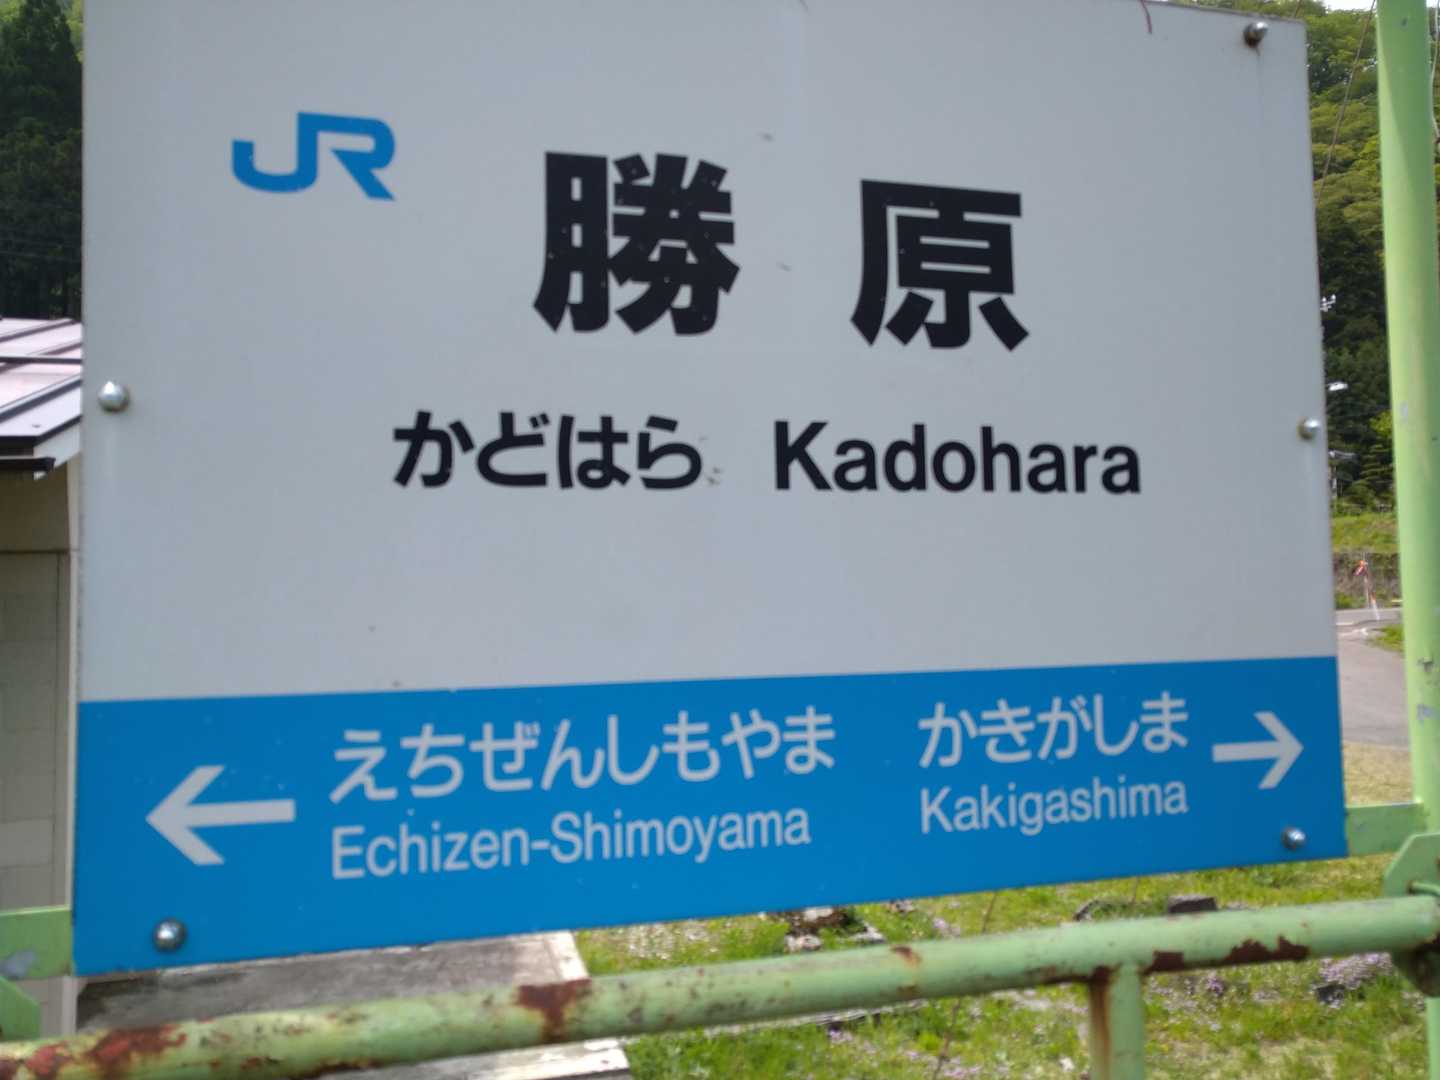 JR
勝原
かどはら Kadohara
えちぜんしもやま かきがしま
Echizen-Shimoyama Kakigashima